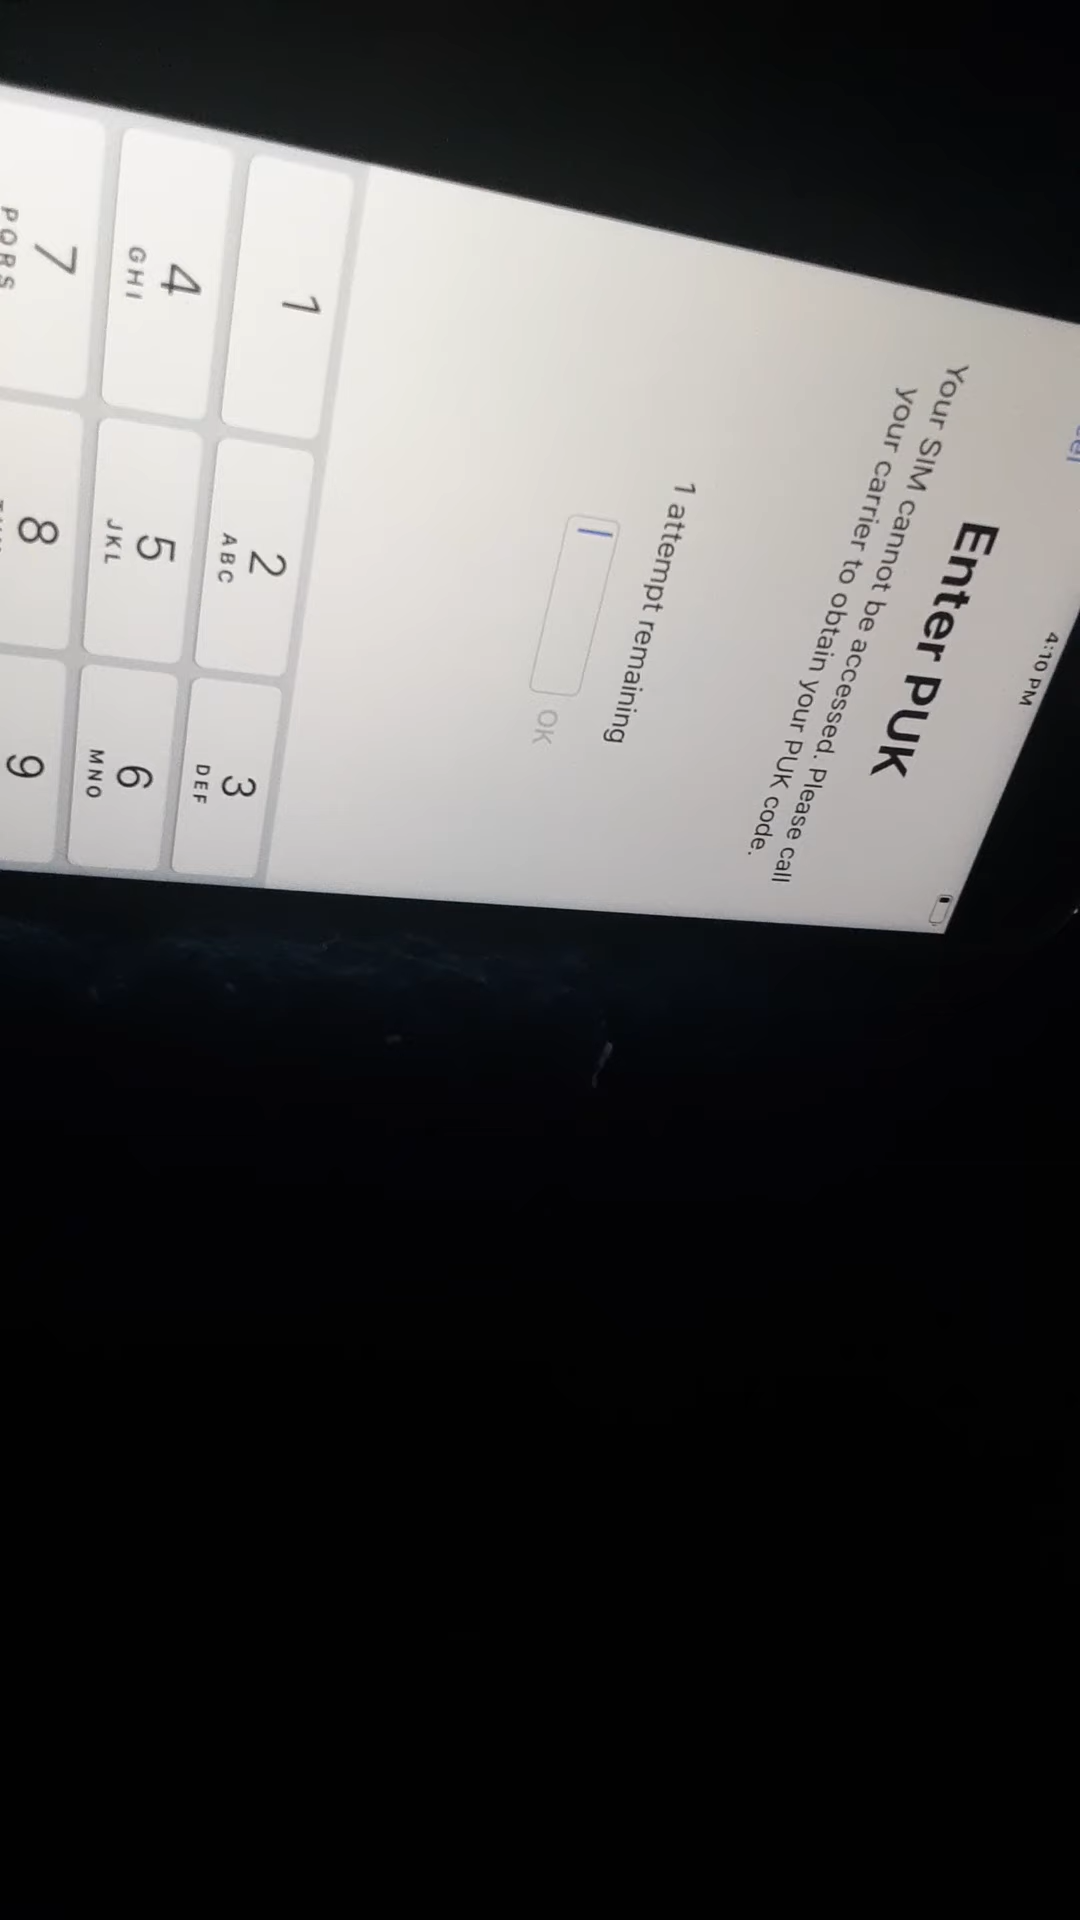 4:10 PM
Enter PUK
Your SIM cannot be accessed. Please call
your carrier to obtain your PUK code.
1 attempt remaining
OK
1
2
ABC
3
DEF
4
GHI
5
JKL
6
MNO
7
PQRS
8
9